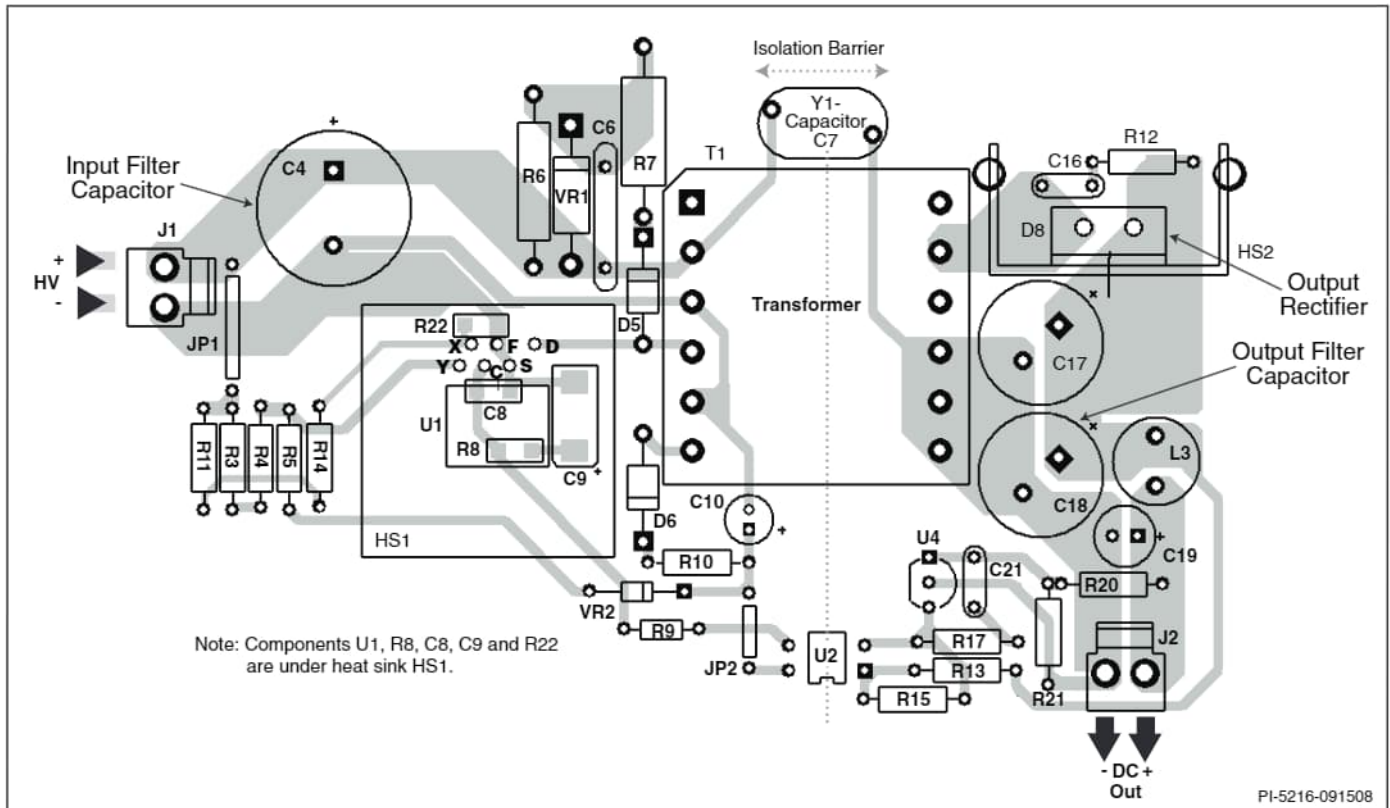 Isolation Barrier
Y1-
Capacitor
C7
+
C4
Input Filter
Capacitor
J1
+
HV
-
JP1
R6
VR1
C6
R7
T1
C16
R12
D8
HS2
Output
Rectifier
Transformer
D5
R22
X
F
D
Y
C
S
C8
U1
R8
C9
+
HS1
x
C17
Output Filter
Capacitor
x
C18
L3
R11
R3
R4
R5
R14
D6
C10
+
R10
VR2
R9
JP2
U2
U4
C21
R17
R13
R15
R21
R20
C19
+
J2
Note: Components U1, R8, C8, C9 and R22
are under heat sink HS1.
- DC +
Out
PI-5216-091508